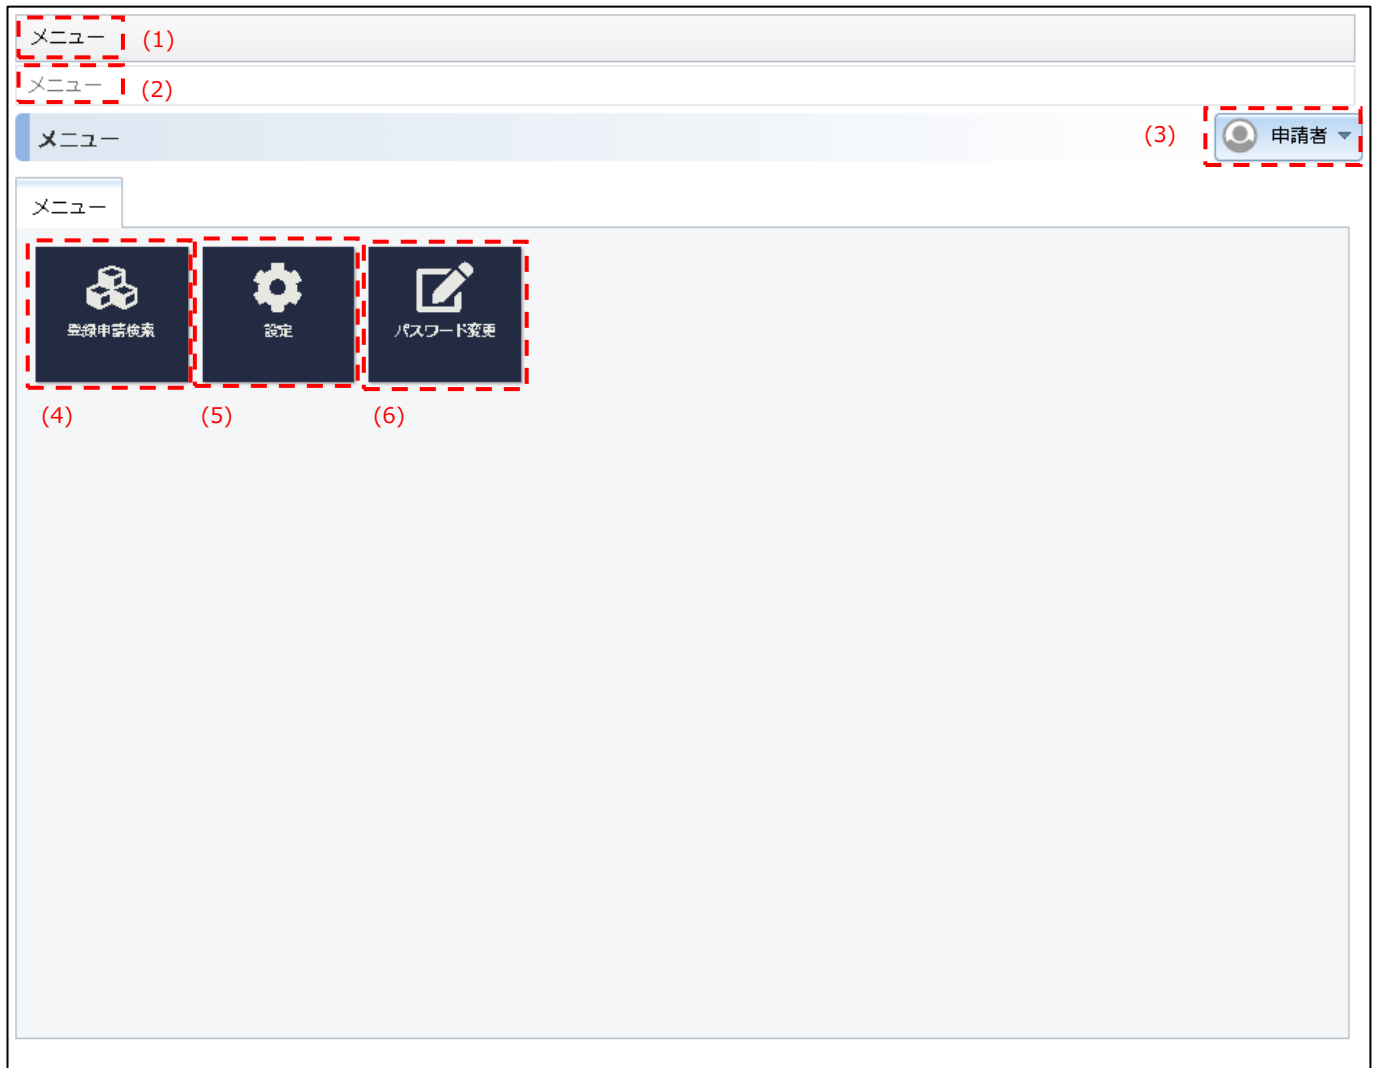 メニュー (1)
メニュー (2)
メニュー (3) 申請者
メニュー
登録申請検索 設定 パスワード変更
(4) (5) (6)